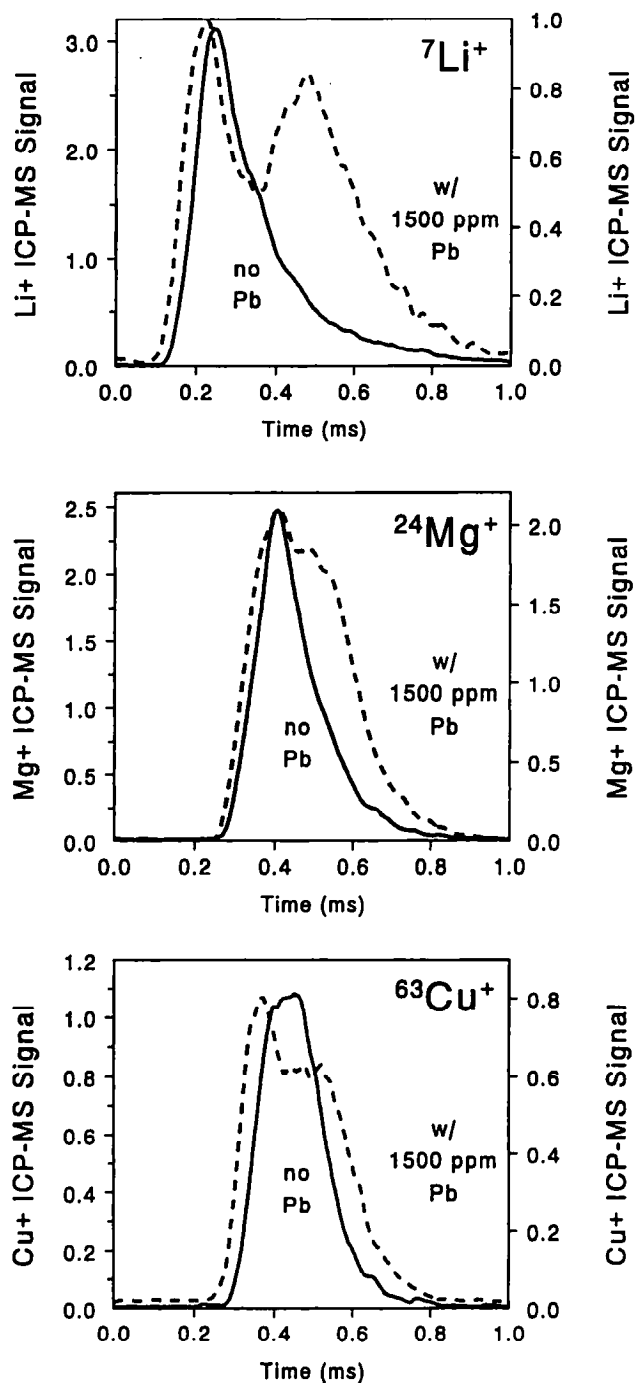 ⁷Li⁺
Li+ ICP-MS Signal
3.0
2.0
1.0
0.0
no
Pb
w/
1500 ppm
Pb
1.0
0.8
0.6
0.4
0.2
0.0
Li+ ICP-MS Signal
0.0 0.2 0.4 0.6 0.8 1.0
Time (ms)
²⁴Mg⁺
Mg+ ICP-MS Signal
2.5
2.0
1.5
1.0
0.5
0.0
no
Pb
w/
1500 ppm
Pb
2.0
1.5
1.0
0.5
0.0
Mg+ ICP-MS Signal
0.0 0.2 0.4 0.6 0.8 1.0
Time (ms)
⁶³Cu⁺
Cu+ ICP-MS Signal
1.2
1.0
0.8
0.6
0.4
0.2
0.0
no
Pb
w/
1500 ppm
Pb
0.8
0.6
0.4
0.2
0.0
Cu+ ICP-MS Signal
0.0 0.2 0.4 0.6 0.8 1.0
Time (ms)